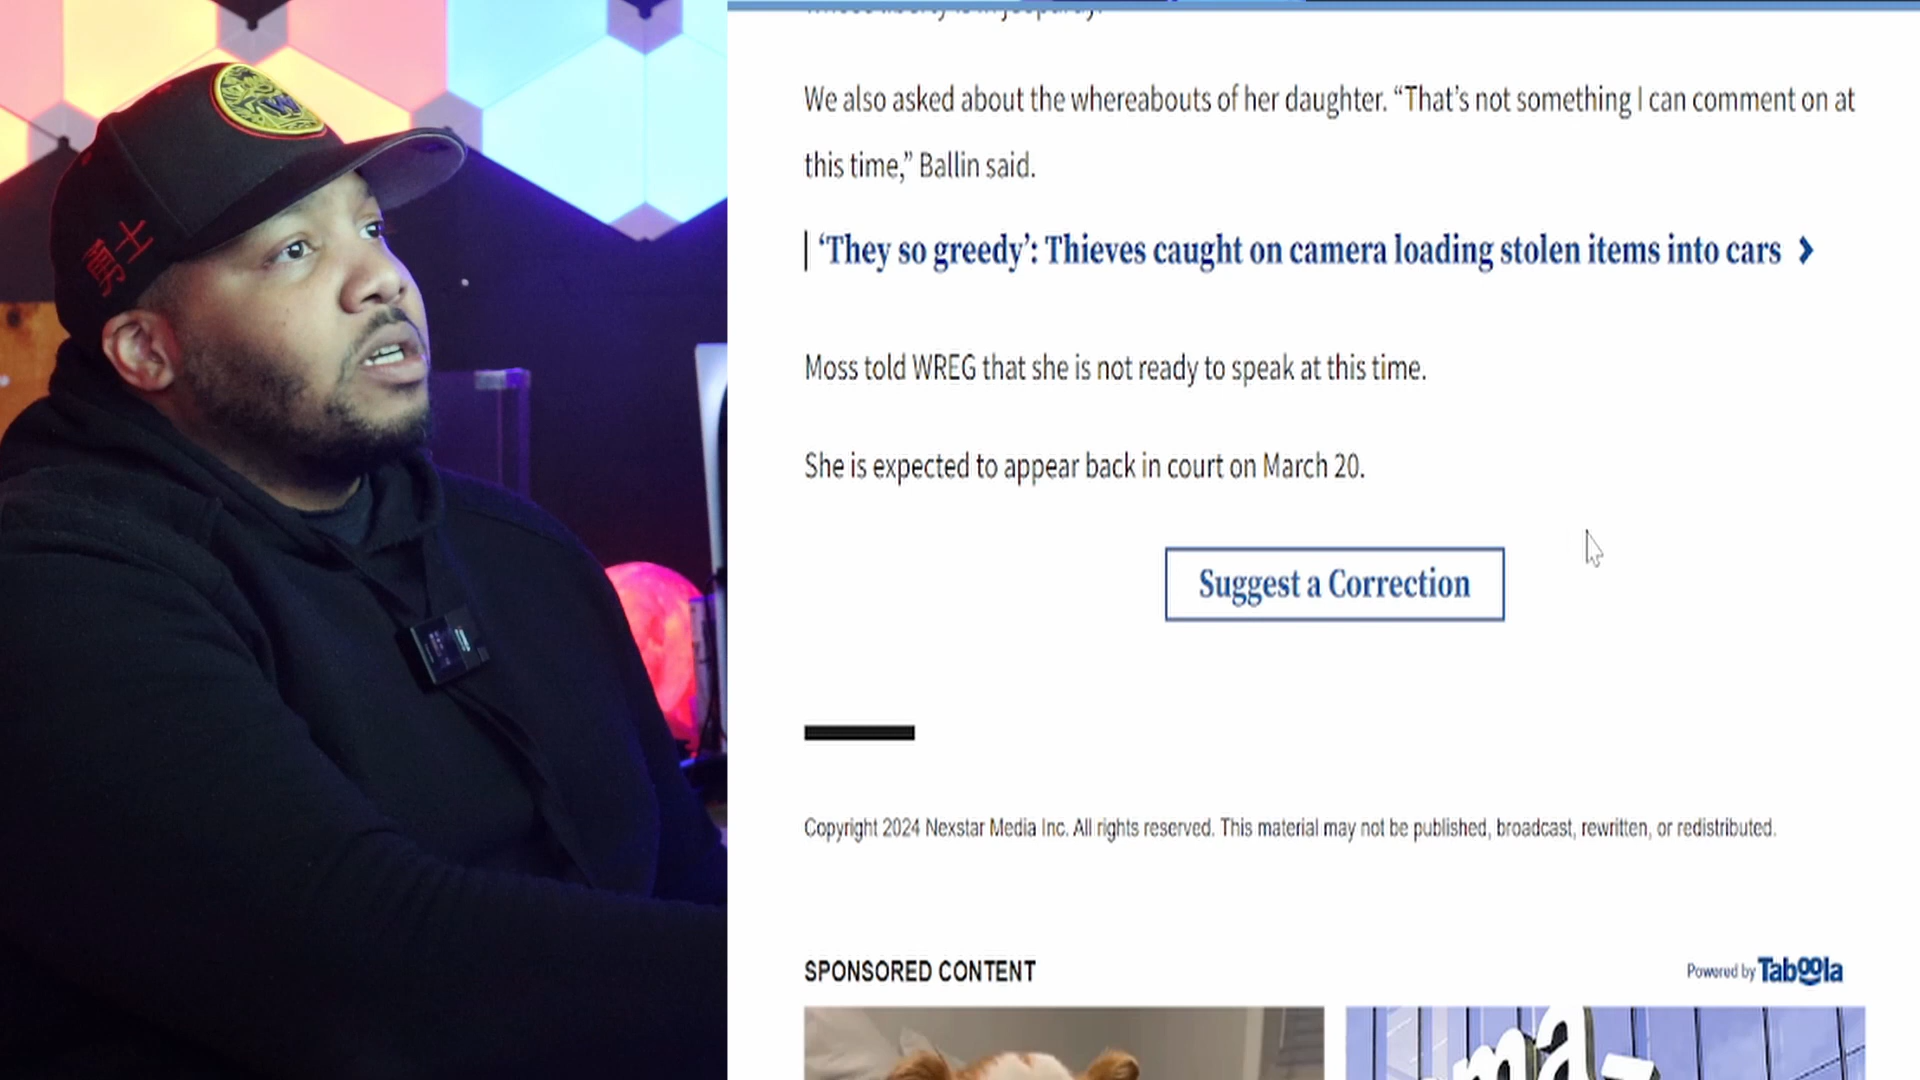 We also asked about the whereabouts of her daughter. “That’s not something I can comment on at
this time,” Ballin said.
‘They so greedy’: Thieves caught on camera loading stolen items into cars
Moss told WREG that she is not ready to speak at this time.
She is expected to appear back in court on March 20.
Suggest a Correction
Copyright 2024 Nexstar Media Inc. All rights reserved. This material may not be published, broadcast, rewritten, or redistributed.
SPONSORED CONTENT
Powered by Taboola
勇士
W
ma